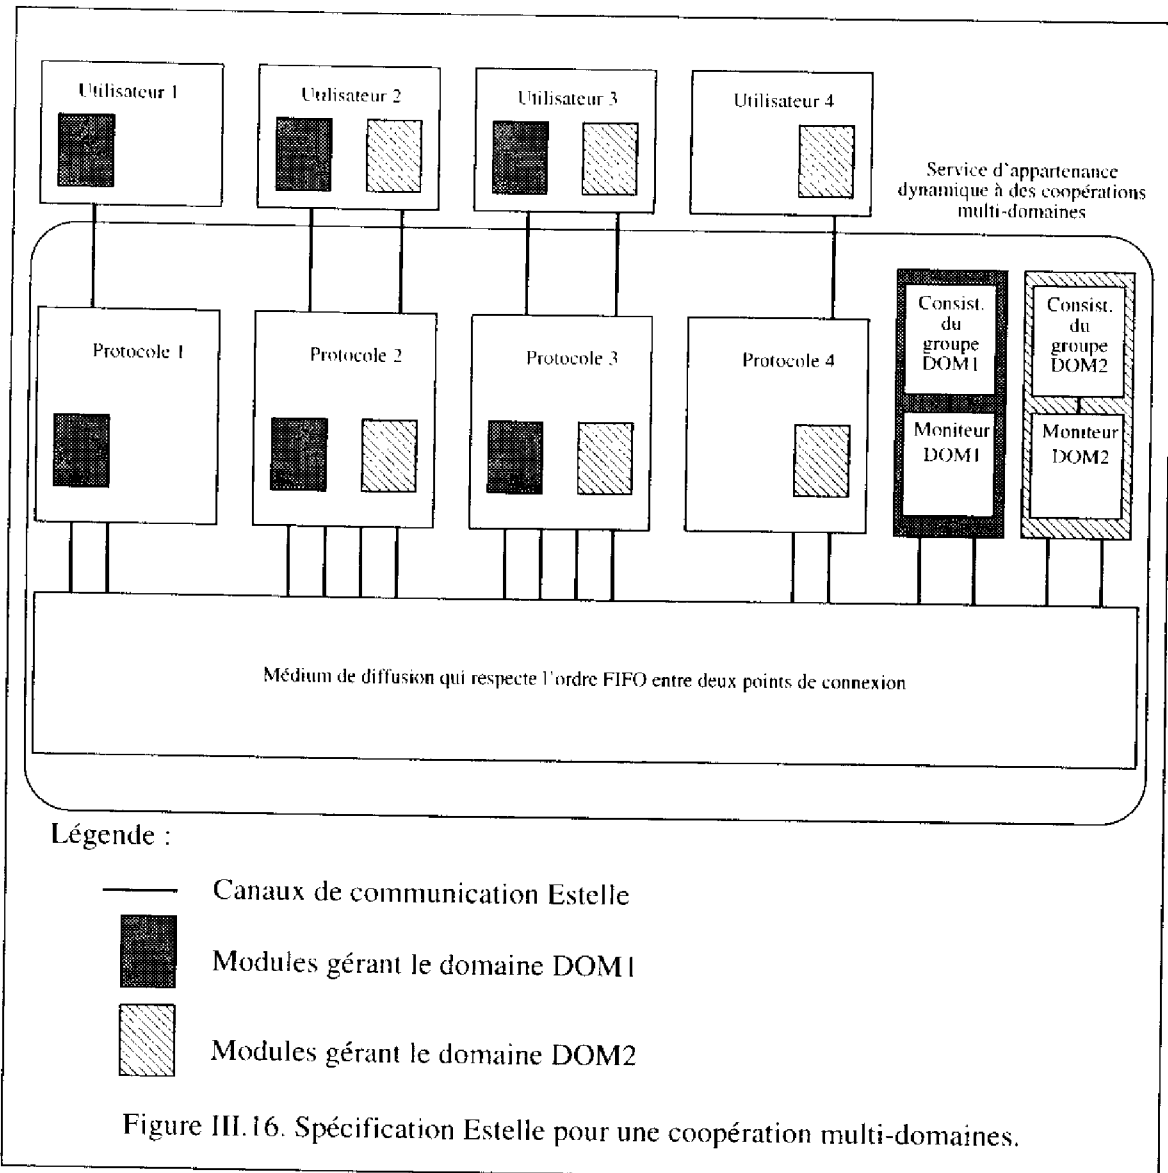 Utilisateur 1
Utilisateur 2
Utilisateur 3
Utilisateur 4
Service d'appartenance
dynamique à des coopérations
multi-domaines
Protocole 1
Protocole 2
Protocole 3
Protocole 4
Consist.
du
groupe
DOM1
Consist.
du
groupe
DOM2
Moniteur
DOM1
Moniteur
DOM2
Médium de diffusion qui respecte l'ordre FIFO entre deux points de connexion
Légende :
Canaux de communication Estelle
Modules gérant le domaine DOM1
Modules gérant le domaine DOM2
Figure III.16. Spécification Estelle pour une coopération multi-domaines.